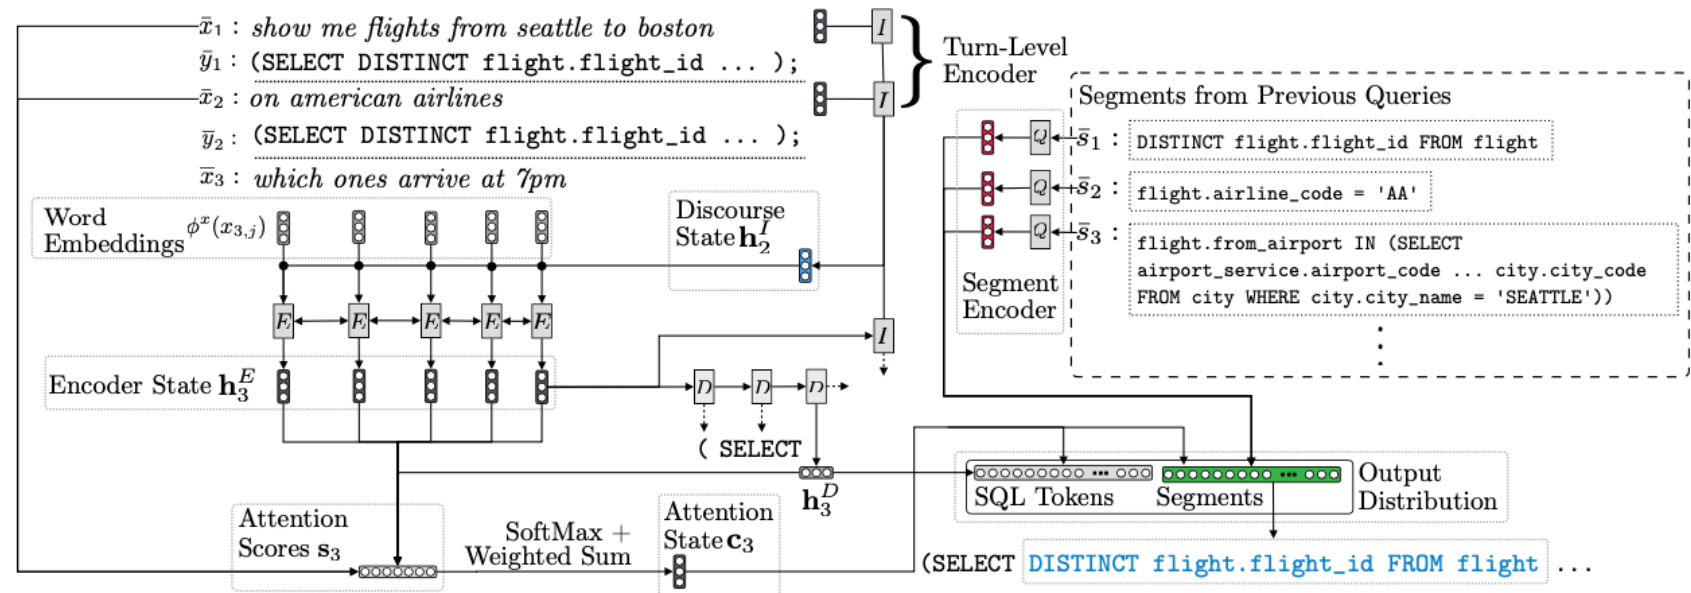 x̄₁ : show me flights from seattle to boston
ȳ₁ : (SELECT DISTINCT flight.flight_id ... );
x̄₂ : on american airlines
ȳ₂ : (SELECT DISTINCT flight.flight_id ... );
x̄₃ : which ones arrive at 7pm
I
I
Turn-Level
Encoder
Segments from Previous Queries
Q s̄₁ : DISTINCT flight.flight_id FROM flight
Q s̄₂ : flight.airline_code = 'AA'
Q s̄₃ : flight.from_airport IN (SELECT
airport_service.airport_code ... city.city_code
FROM city WHERE city.city_name = 'SEATTLE'))
Segment
Encoder
Word
Embeddings
ϕˣ(x₃,ⱼ)
Discourse
State h₂ᴵ
E E E E E
I
Encoder State h₃ᴱ
D D D
( SELECT
h₃ᴰ
...
...
SQL Tokens
Segments
Output
Distribution
Attention
Scores s₃
SoftMax +
Weighted Sum
Attention
State c₃
(SELECT DISTINCT flight.flight_id FROM flight ...